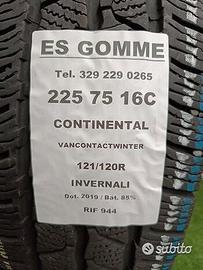 ES GOMME
Tel. 329 229 0265
225 75 16C
CONTINENTAL
VANCONTACTWINTER
121/120R
INVERNALI
Dot. 2019 / Bat. 85%
RIF 944
subito